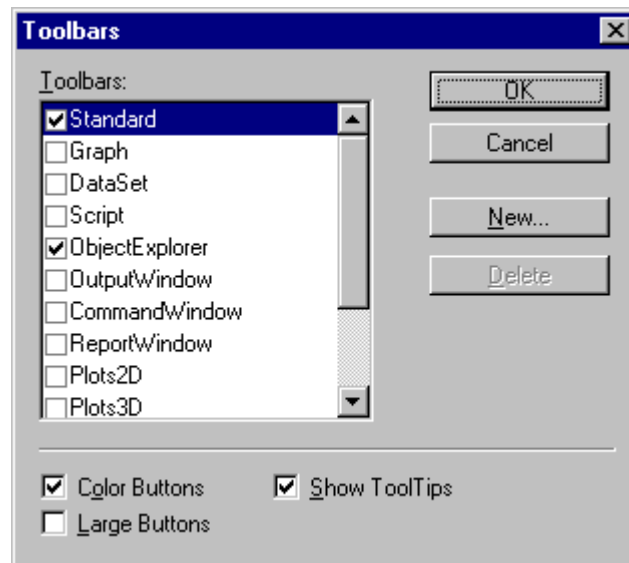 Toolbars
Toolbars:
Standard
Graph
DataSet
Script
ObjectExplorer
OutputWindow
CommandWindow
ReportWindow
Plots2D
Plots3D
OK
Cancel
New...
Delete
Color Buttons
Show ToolTips
Large Buttons